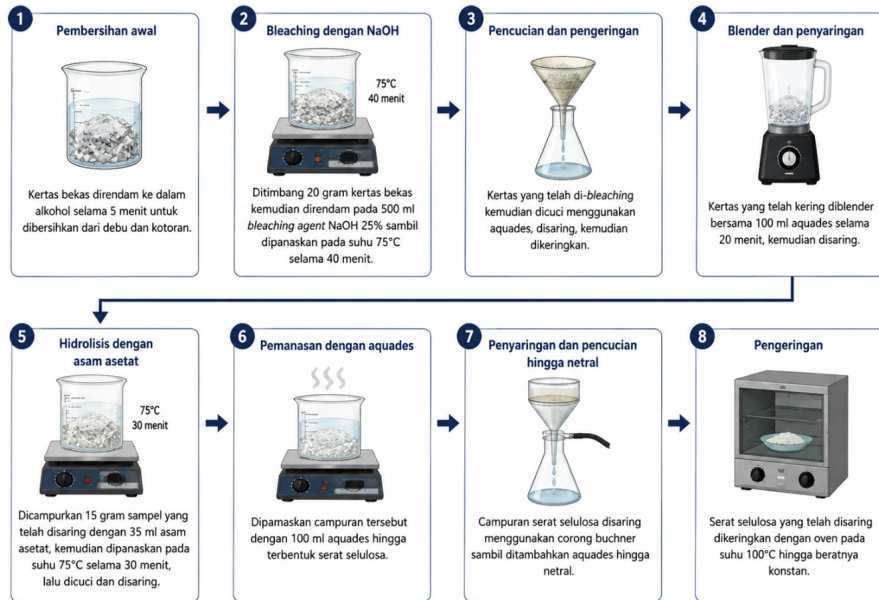 1
Pembersihan awal
Kertas bekas direndam ke dalam
alkohol selama 5 menit untuk
dibersihkan dari debu dan kotoran.
2
Bleaching dengan NaOH
75°C
40 menit
Ditimbang 20 gram kertas bekas
kemudian direndam pada 500 ml
bleaching agent NaOH 25% sambil
dipanaskan pada suhu 75°C
selama 40 menit.
3
Pencucian dan pengeringan
Kertas yang telah di-bleaching
kemudian dicuci menggunakan
aquades, disaring, kemudian
dikeringkan.
4
Blender dan penyaringan
Kertas yang telah kering diblender
bersama 100 ml aquades selama
20 menit, kemudian disaring.
5
Hidrolisis dengan
asam asetat
75°C
30 menit
Dicampurkan 15 gram sampel yang
telah disaring dengan 35 ml asam
asetat, kemudian dipanaskan pada
suhu 75°C selama 30 menit,
lalu dicuci dan disaring.
6
Pemanasan dengan aquades
Dipamaskan campuran tersebut
dengan 100 ml aquades hingga
terbentuk serat selulosa.
7
Penyaringan dan pencucian
hingga netral
Campuran serat selulosa disaring
menggunakan corong buchner
sambil ditambahkan aquades hingga
netral.
8
Pengeringan
Serat selulosa yang telah disaring
dikeringkan dengan oven pada
suhu 100°C hingga beratnya
konstan.